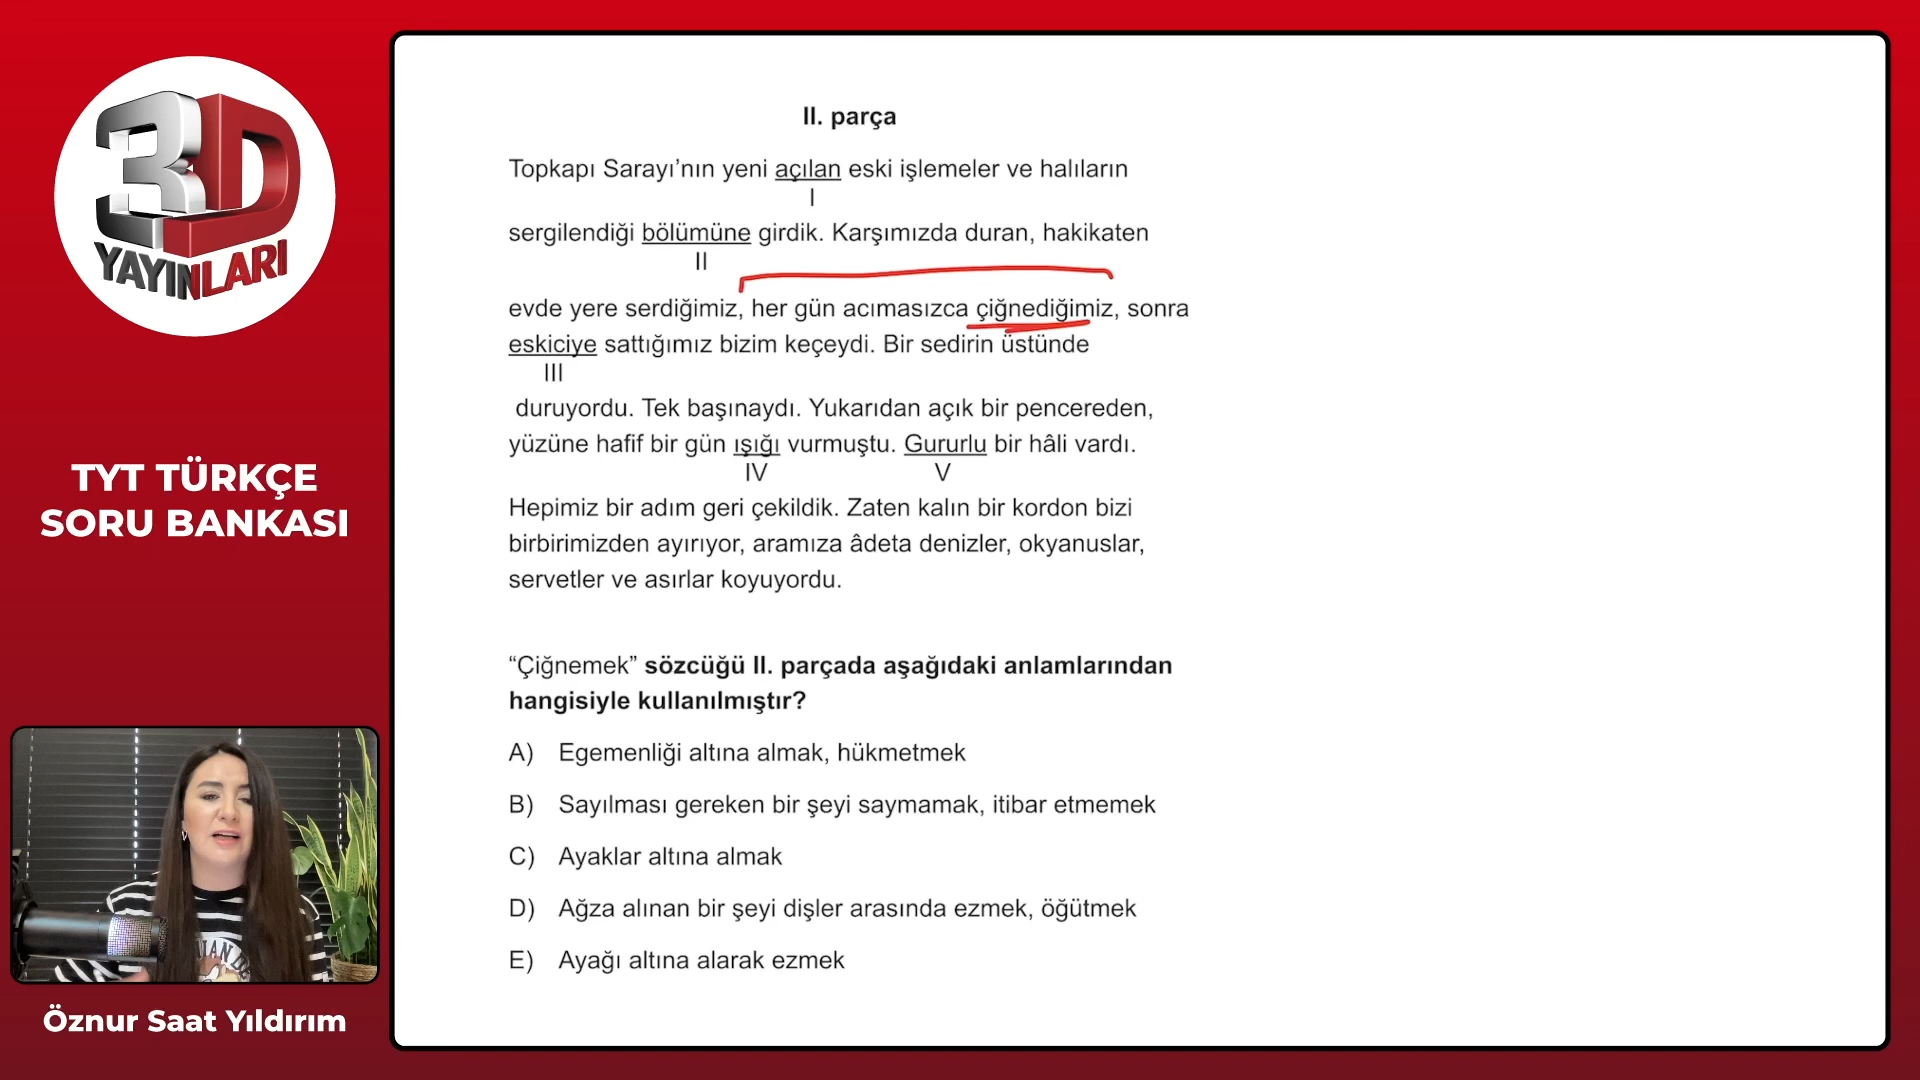 3D
YAYINLARI
TYT TÜRKÇE
SORU BANKASI
Öznur Saat Yıldırım
II. parça
Topkapı Sarayı’nın yeni açılan eski işlemeler ve halıların
I
sergilendiği bölümüne girdik. Karşımızda duran, hakikaten
II
evde yere serdiğimiz, her gün acımasızca çiğnediğimiz, sonra
eskiciye sattığımız bizim keçeydi. Bir sedirin üstünde
III
duruyordu. Tek başınaydı. Yukarıdan açık bir pencereden,
yüzüne hafif bir gün ışığı vurmuştu. Gururlu bir hâli vardı.
IV V
Hepimiz bir adım geri çekildik. Zaten kalın bir kordon bizi
birbirimizden ayırıyor, aramıza âdeta denizler, okyanuslar,
servetler ve asırlar koyuyordu.
“Çiğnemek” sözcüğü II. parçada aşağıdaki anlamlarından
hangisiyle kullanılmıştır?
A) Egemenliği altına almak, hükmetmek
B) Sayılması gereken bir şeyi saymamak, itibar etmemek
C) Ayaklar altına almak
D) Ağza alınan bir şeyi dişler arasında ezmek, öğütmek
E) Ayağı altına alarak ezmek